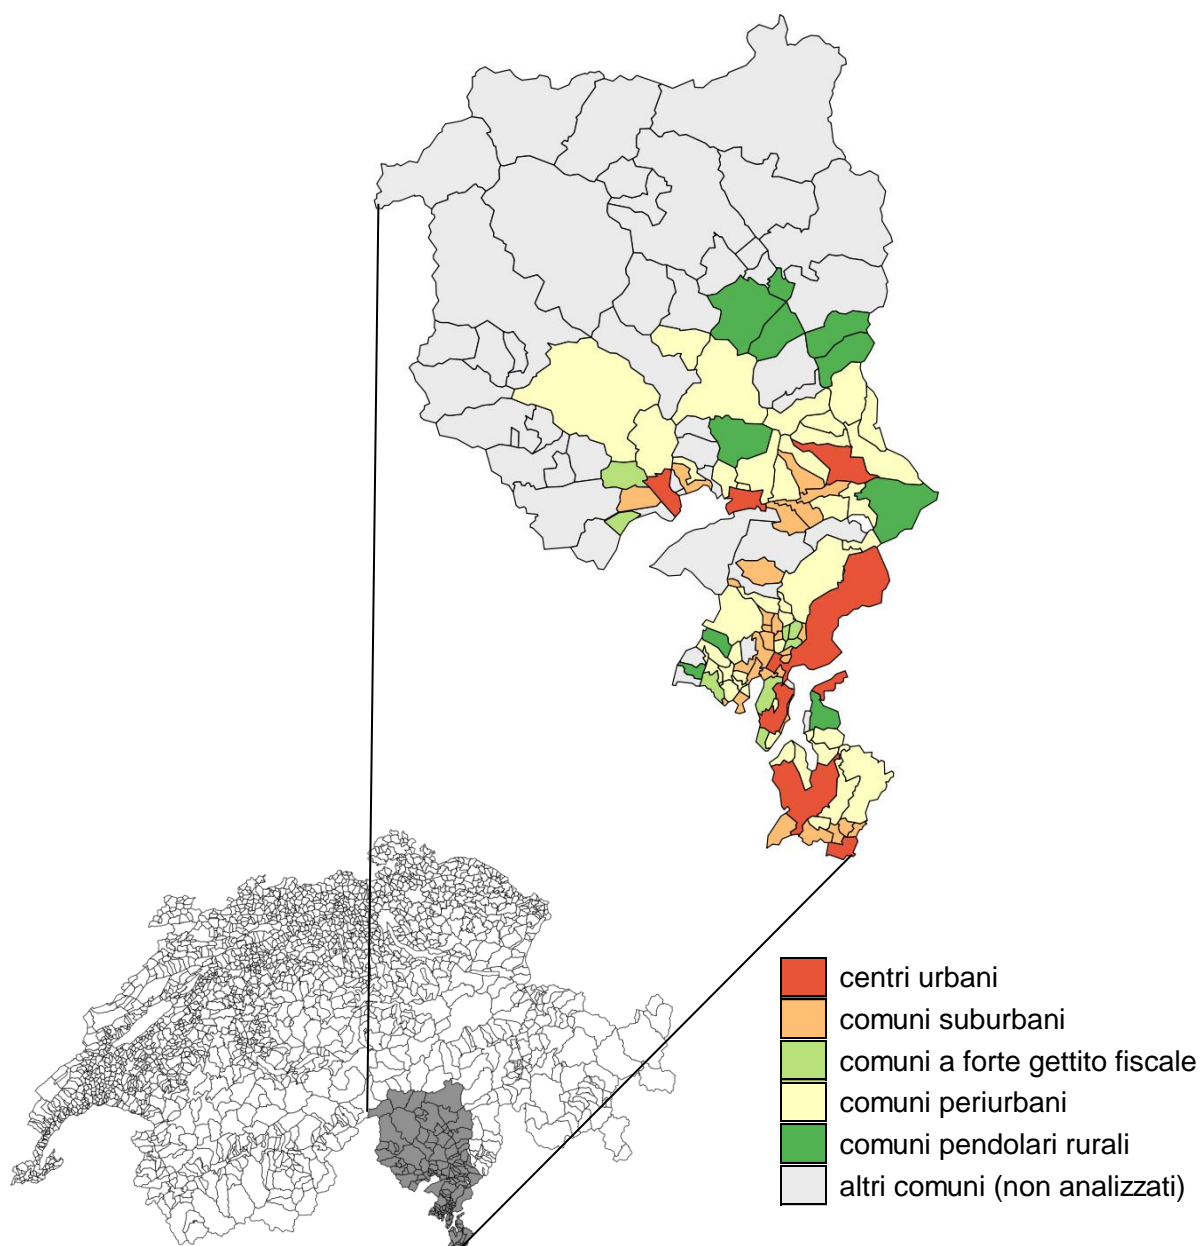 centri urbani
comuni suburbani
comuni a forte gettito fiscale
comuni periurbani
comuni pendolari rurali
altri comuni (non analizzati)